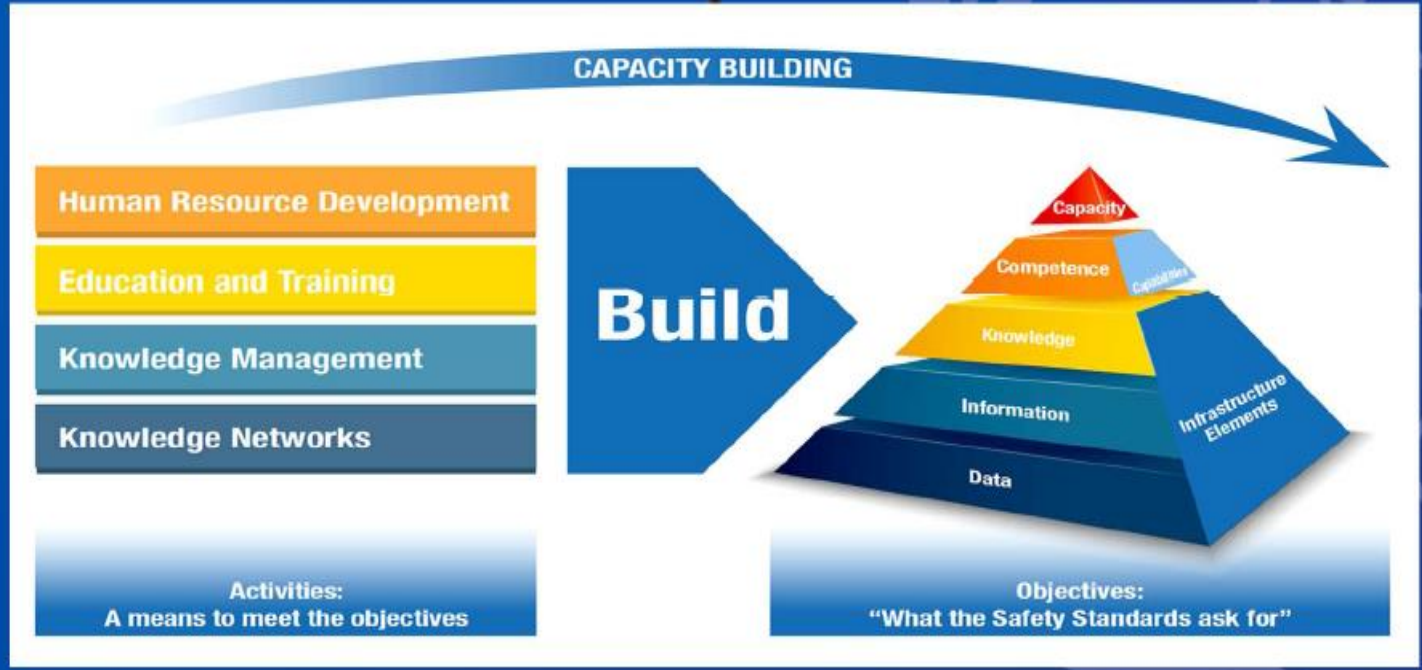 CAPACITY BUILDING
Human Resource Development
Education and Training
Knowledge Management
Knowledge Networks
Build
Capacity
Competence
Capabilities
Knowledge
Information
Data
Infrastructure
Elements
Activities:
A means to meet the objectives
Objectives:
“What the Safety Standards ask for”